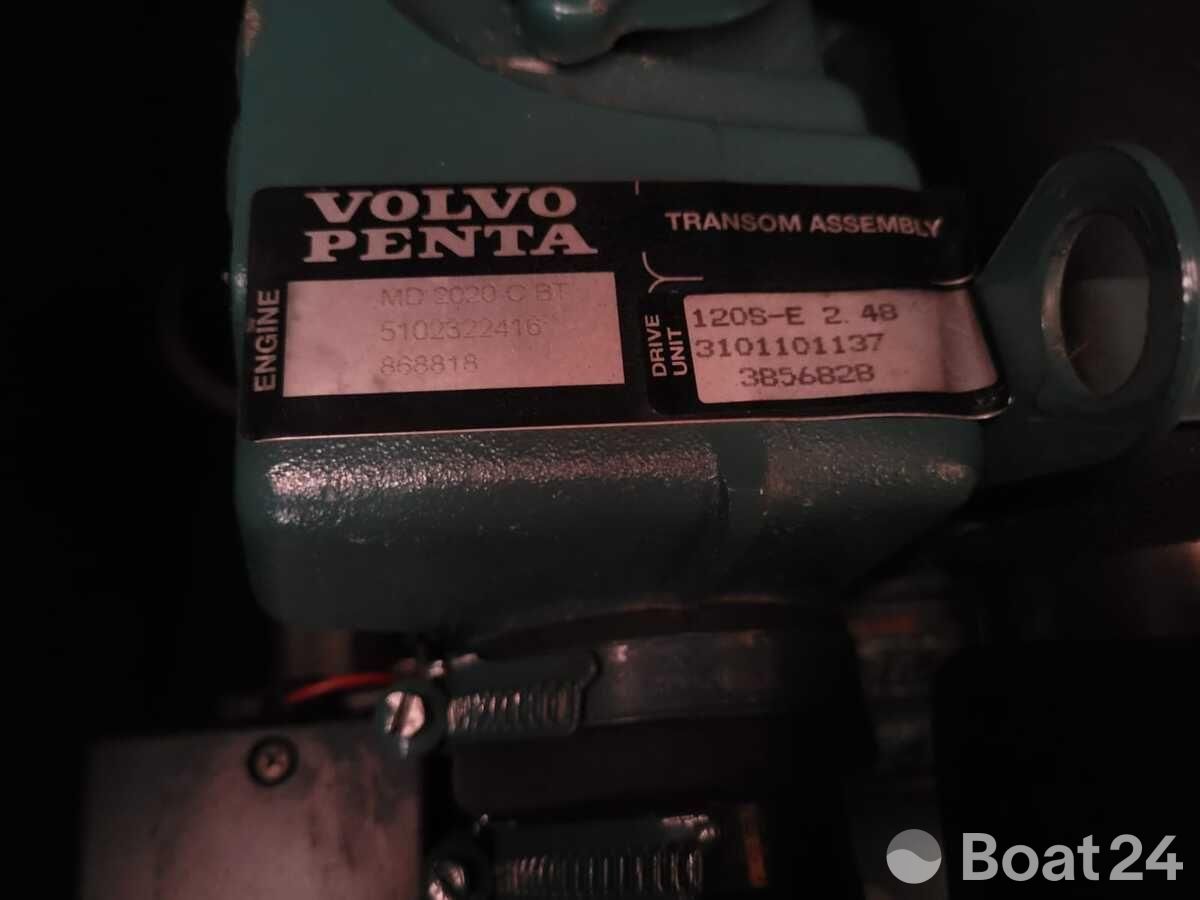 VOLVO
PENTA
ENGINE
MD 2020-C BT
5102322416
868818
TRANSOM ASSEMBLY
DRIVE
UNIT
120S-E 2.48
3101101137
3856828
Boat24